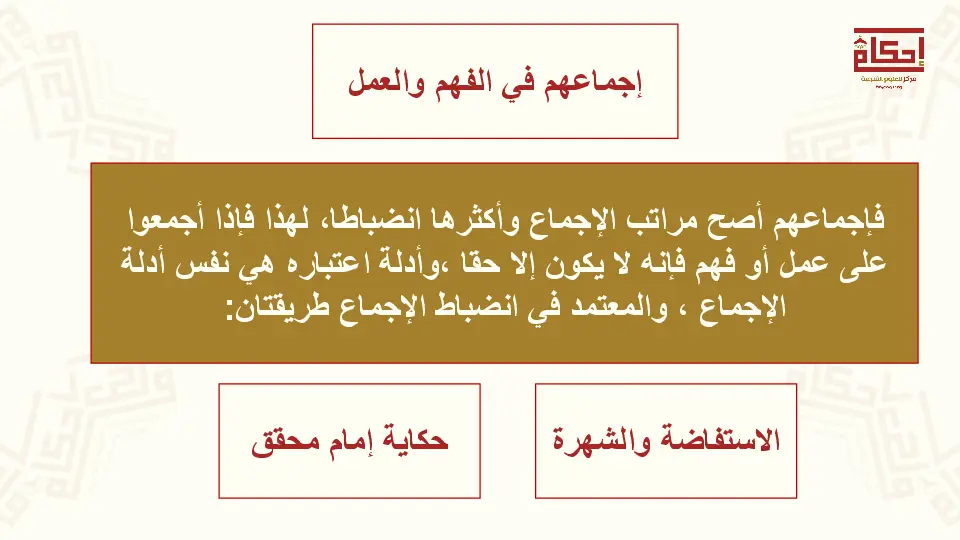 إحكام
مركز للعلوم الشرعية
إجماعهم في الفهم والعمل
فإجماعهم أصح مراتب الإجماع وأكثرها انضباطا، لهذا فإذا أجمعوا
على عمل أو فهم فإنه لا يكون إلا حقا ،وأدلة اعتباره هي نفس أدلة
الإجماع ، والمعتمد في انضباط الإجماع طريقتان:
الاستفاضة والشهرة
حكاية إمام محقق